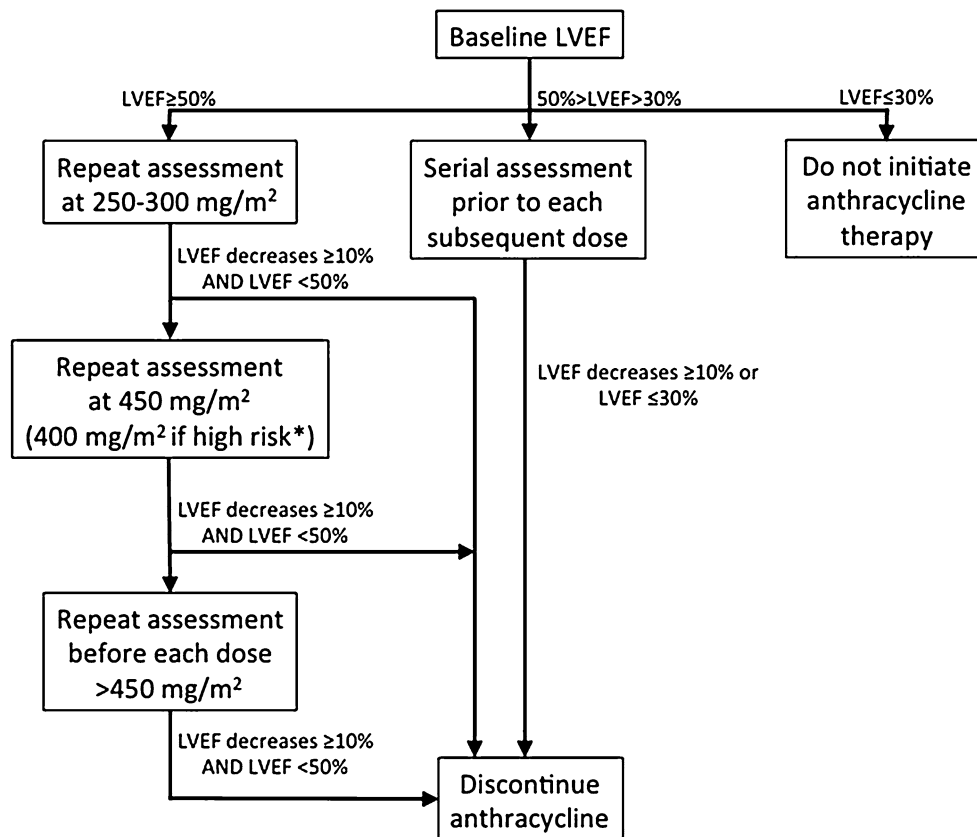 Baseline LVEF
LVEF≥50%
50%>LVEF>30%
LVEF≤30%
Repeat assessment
at 250-300 mg/m²
Serial assessment
prior to each
subsequent dose
Do not initiate
anthracycline
therapy
LVEF decreases ≥10%
AND LVEF <50%
Repeat assessment
at 450 mg/m²
(400 mg/m² if high risk*)
LVEF decreases ≥10% or
LVEF ≤30%
LVEF decreases ≥10%
AND LVEF <50%
Repeat assessment
before each dose
>450 mg/m²
LVEF decreases ≥10%
AND LVEF <50%
Discontinue
anthracycline